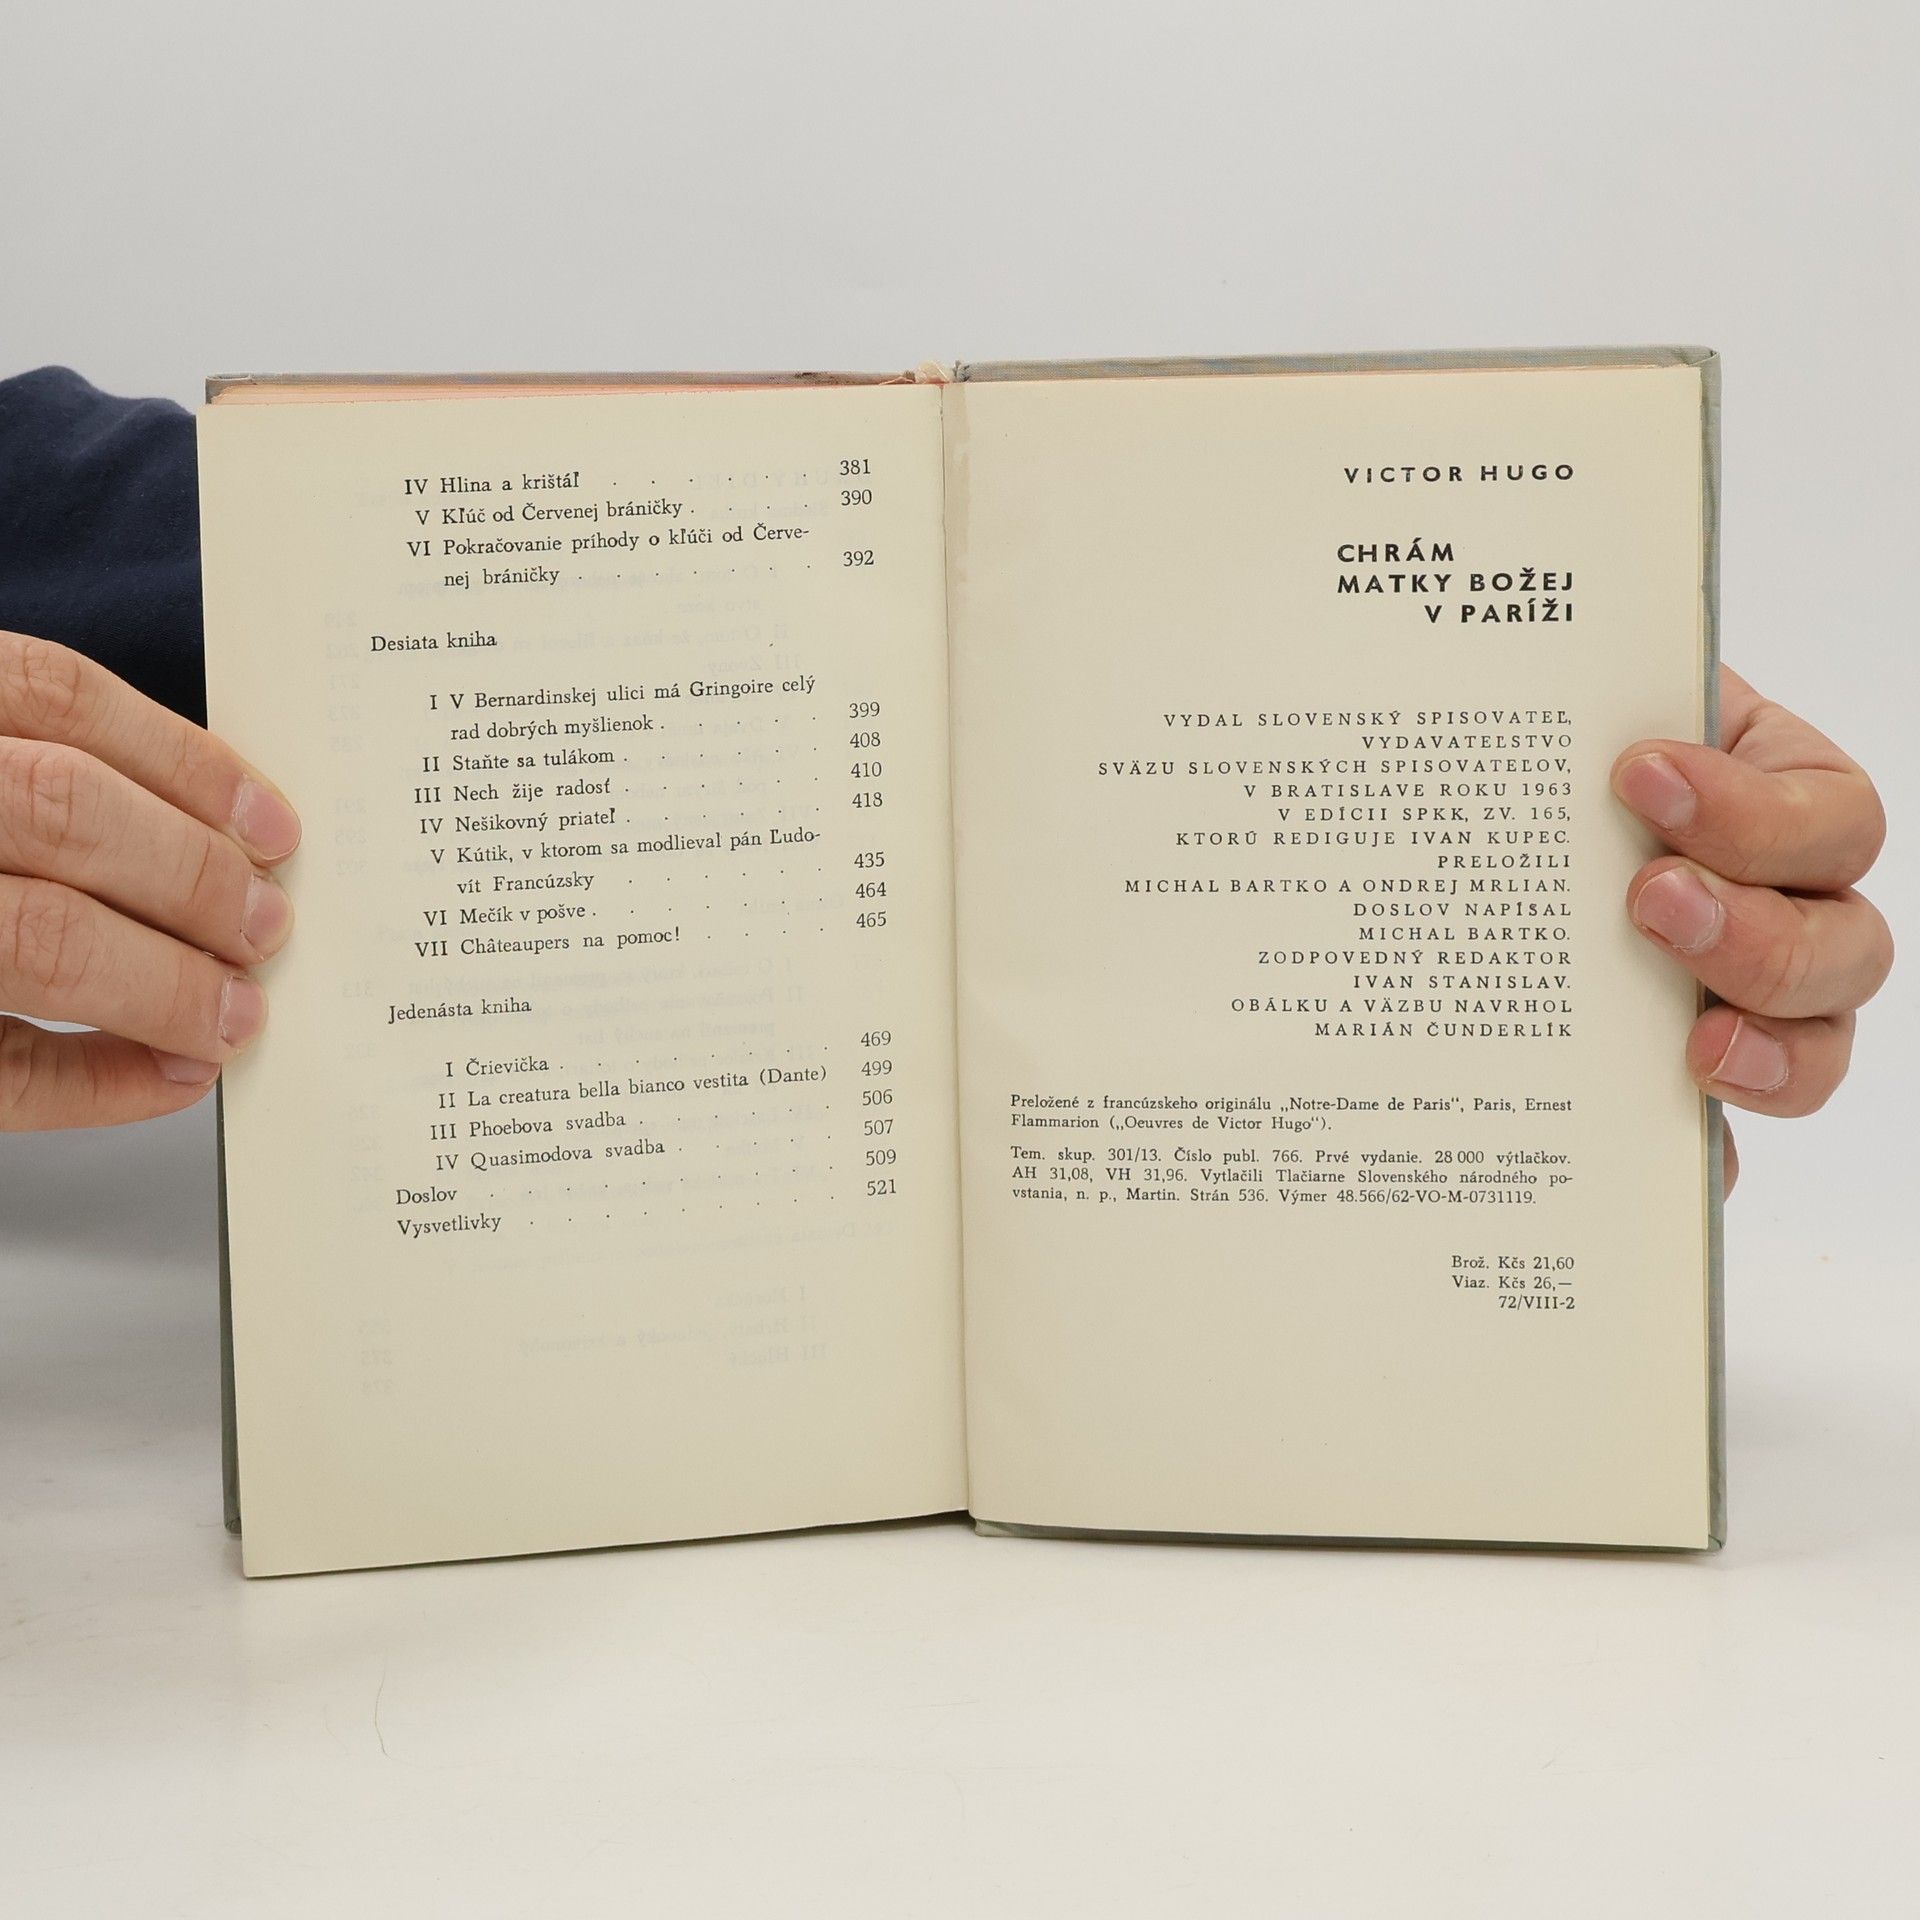 IV Hlina a krištáľ . . . . . . 381
V Kľúč od Červenej bráničky . . . . 390
VI Pokračovanie príhody o kľúči od Červe-
nej bráničky . . . . . . . 392
Desiata kniha
I V Bernardinskej ulici má Gringoire celý
rad dobrých myšlienok . . . . . 399
II Staňte sa tulákom . . . . . . 408
III Nech žije radosť . . . . . . 410
IV Nešikovný priateľ . . . . . . 418
V Kútik, v ktorom sa modlieval pán Ľudo-
vít Francúzsky . . . . . . 435
VI Mečík v pošve . . . . . . . 464
VII Châteaupers na pomoc! . . . . 465
Jedenásta kniha
I Črievička . . . . . . . . 469
II La creatura bella bianco vestita (Dante) 499
III Phoebova svadba . . . . . . 506
IV Quasimodova svadba . . . . . 507
Doslov . . . . . . . . . . 509
Vysvetlivky . . . . . . . . . 521
VICTOR HUGO
CHRÁM
MATKY BOŽEJ
V PARÍŽI
VYDAL SLOVENSKÝ SPISOVATEĽ,
VYDAVATEĽSTVO
SVÄZU SLOVENSKÝCH SPISOVATEĽOV,
V BRATISLAVE ROKU 1963
V EDÍCII SPKK, ZV. 165,
KTORÚ REDIGUJE IVAN KUPEC.
PRELOŽILI
MICHAL BARTKO A ONDREJ MRLIAN.
DOSLOV NAPÍSAL
MICHAL BARTKO.
ZODPOVEDNÝ REDAKTOR
IVAN STANISLAV.
OBÁLKU A VÄZBU NAVRHOL
MARIÁN ČUNDERLÍK
Preložené z francúzskeho originálu „Notre-Dame de Paris“, Paris, Ernest
Flammarion („Oeuvres de Victor Hugo“).
Tem. skup. 301/13. Číslo publ. 766. Prvé vydanie. 28 000 výtlačkov.
AH 31,08, VH 31,96. Vytlačili Tlačiarne Slovenského národného po-
vstania, n. p., Martin. Strán 536. Výmer 48.566/62-VO-M-0731119.
Brož. Kčs 21,60
Viaz. Kčs 26,—
72/VIII-2